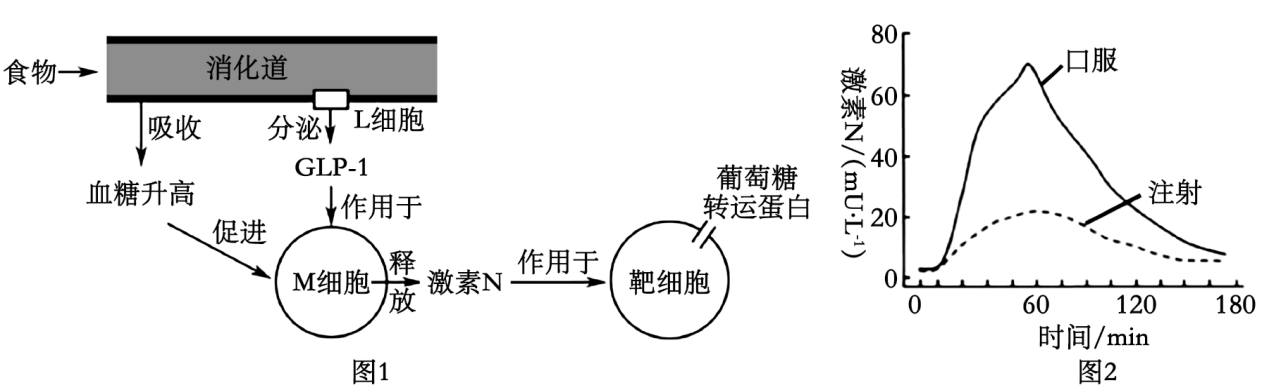 食物
消化道
吸收
分泌
L细胞
GLP-1
血糖升高
作用于
促进
M细胞
释放
激素N
作用于
葡萄糖
转运蛋白
靶细胞
图1
激素N/(mU·L⁻¹)
80
60
40
20
0
口服
注射
0
60
120
180
时间/min
图2